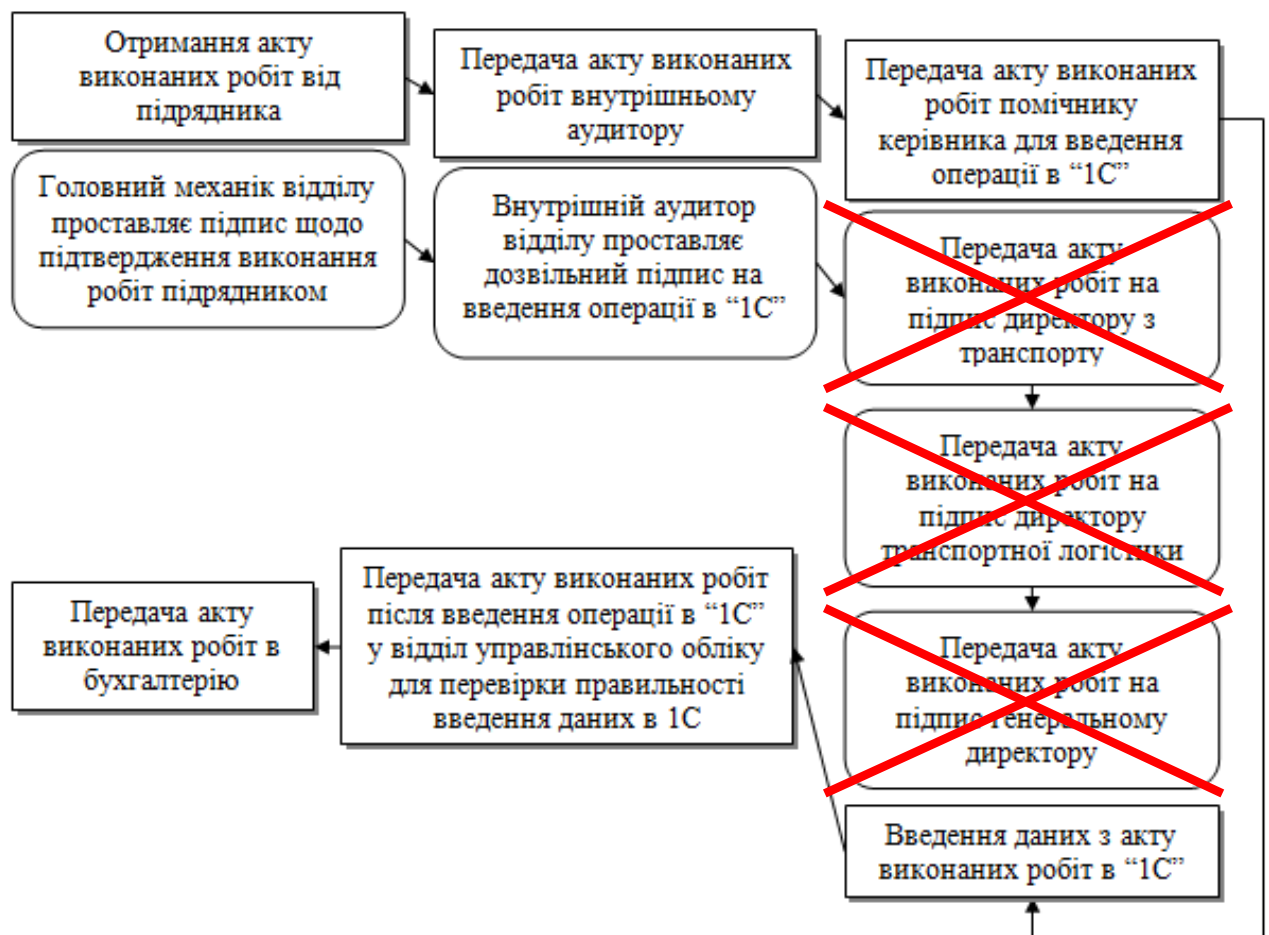 Отримання акту
виконаних робіт від
підрядника
Передача акту виконаних
робіт внутрішньому
аудитору
Передача акту виконаних
робіт помічнику
керівника для введення
операції в “1С”
Головний механік відділу
проставляє підпис щодо
підтвердження виконання
робіт підрядником
Внутрішній аудитор
відділу проставляє
дозвільний підпис на
введення операції в “1С”
Передача акту
виконаних робіт на
підпис директору з
транспорту
Передача акту
виконаних робіт на
підпис директору
транспортної логістики
Передача акту
виконаних робіт на
підпис генеральному
директору
Введення даних з акту
виконаних робіт в “1С”
Передача акту виконаних робіт
після введення операції в “1С”
у відділ управлінського обліку
для перевірки правильності
введення даних в 1С
Передача акту
виконаних робіт в
бухгалтерію